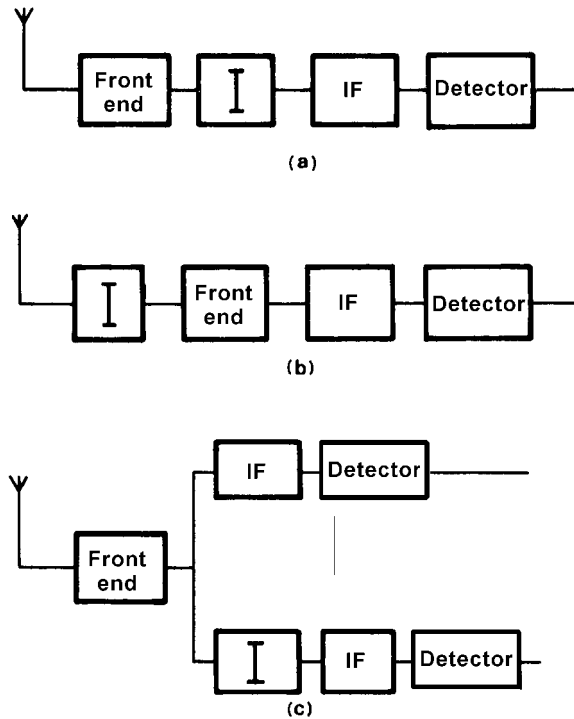 Front
end
I
IF
Detector
(a)
I
Front
end
IF
Detector
(b)
IF
Detector
Front
end
I
IF
Detector
(c)